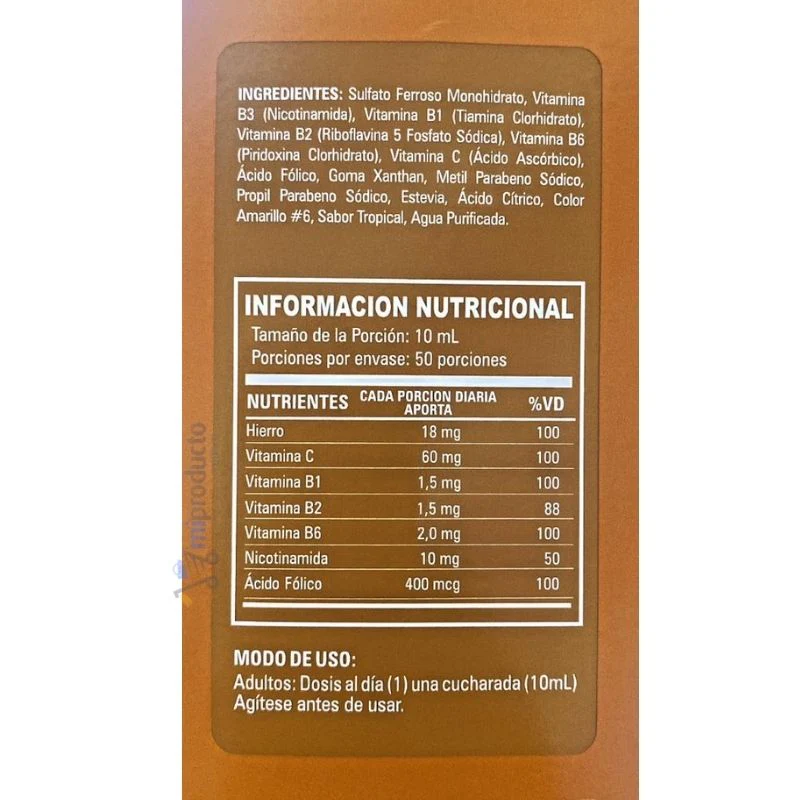 INGREDIENTES: Sulfato Ferroso Monohidrato, Vitamina
B3 (Nicotinamida), Vitamina B1 (Tiamina Clorhidrato),
Vitamina B2 (Riboflavina 5 Fosfato Sódica), Vitamina B6
(Piridoxina Clorhidrato), Vitamina C (Ácido Ascórbico),
Ácido Fólico, Goma Xanthan, Metil Parabeno Sódico,
Propil Parabeno Sódico, Estevia, Ácido Cítrico, Color
Amarillo #6, Sabor Tropical, Agua Purificada.
INFORMACION NUTRICIONAL
Tamaño de la Porción: 10 mL
Porciones por envase: 50 porciones
NUTRIENTES CADA PORCION DIARIA APORTA %VD
Hierro 18 mg 100
Vitamina C 60 mg 100
Vitamina B1 1,5 mg 100
Vitamina B2 1,5 mg 88
Vitamina B6 2,0 mg 100
Nicotinamida 10 mg 50
Ácido Fólico 400 mcg 100
MODO DE USO:
Adultos: Dosis al día (1) una cucharada (10mL)
Agítese antes de usar.
miproducto